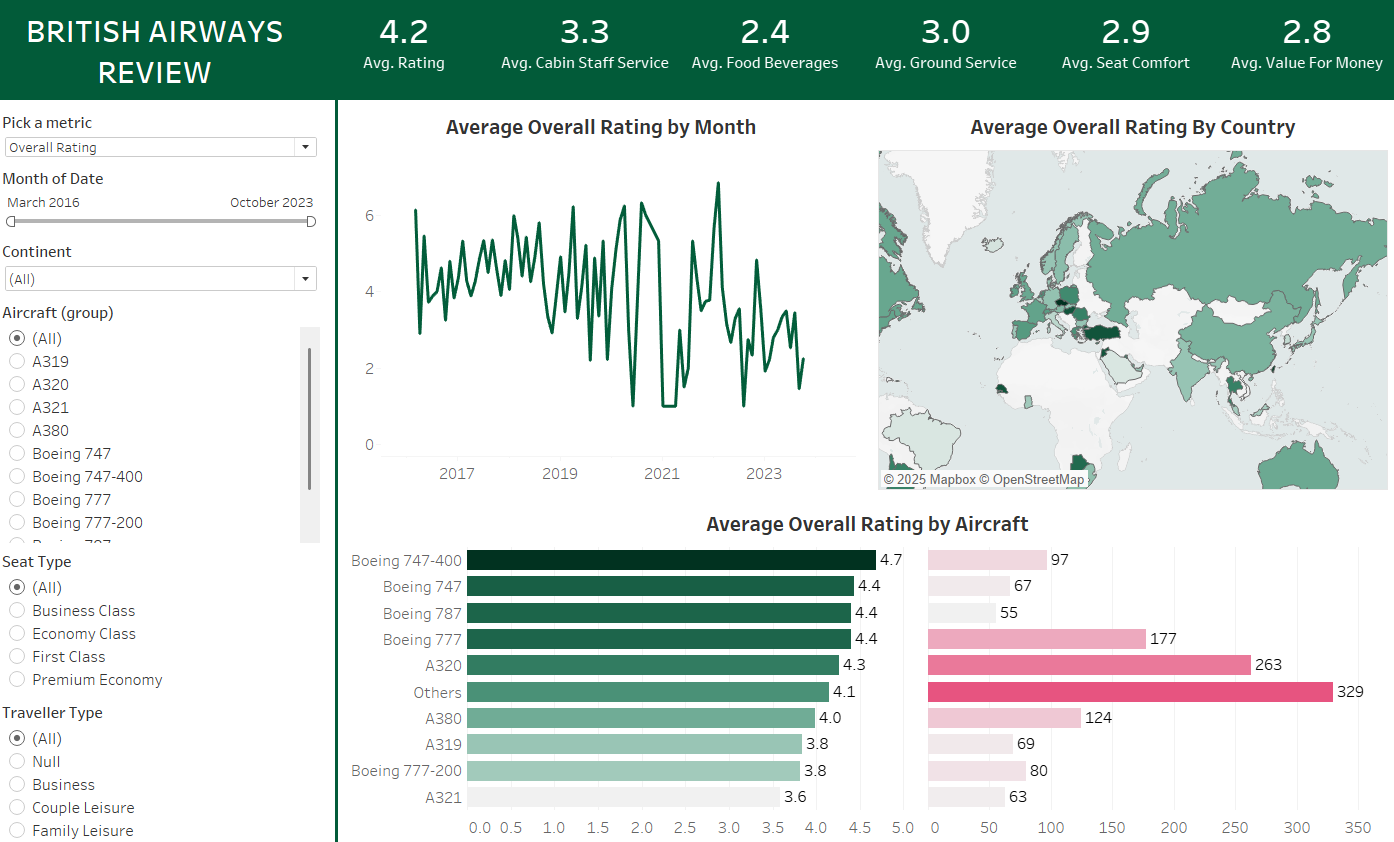 BRITISH AIRWAYS
REVIEW
4.2
Avg. Rating
3.3
Avg. Cabin Staff Service
2.4
Avg. Food Beverages
3.0
Avg. Ground Service
2.9
Avg. Seat Comfort
2.8
Avg. Value For Money
Pick a metric
Overall Rating
Month of Date
March 2016
October 2023
Continent
(All)
Aircraft (group)
(All)
A319
A320
A321
A380
Boeing 747
Boeing 747-400
Boeing 777
Boeing 777-200
Seat Type
(All)
Business Class
Economy Class
First Class
Premium Economy
Traveller Type
(All)
Null
Business
Couple Leisure
Family Leisure
Average Overall Rating by Month
6
4
2
0
2017 2019 2021 2023
Average Overall Rating By Country
© 2025 Mapbox © OpenStreetMap
Average Overall Rating by Aircraft
Boeing 747-400 4.7 97
Boeing 747 4.4 67
Boeing 787 4.4 55
Boeing 777 4.4 177
A320 4.3 263
Others 4.1 329
A380 4.0 124
A319 3.8 69
Boeing 777-200 3.8 80
A321 3.6 63
0.0 0.5 1.0 1.5 2.0 2.5 3.0 3.5 4.0 4.5 5.0 0 50 100 150 200 250 300 350